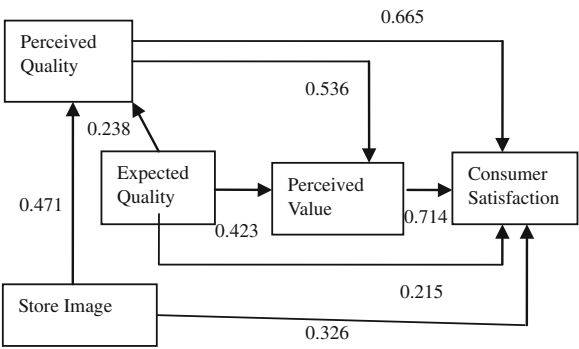 0.665
Perceived
Quality
0.536
0.238
Expected
Quality
Perceived
Value
Consumer
Satisfaction
0.471
0.423
0.714
Store Image
0.215
0.326